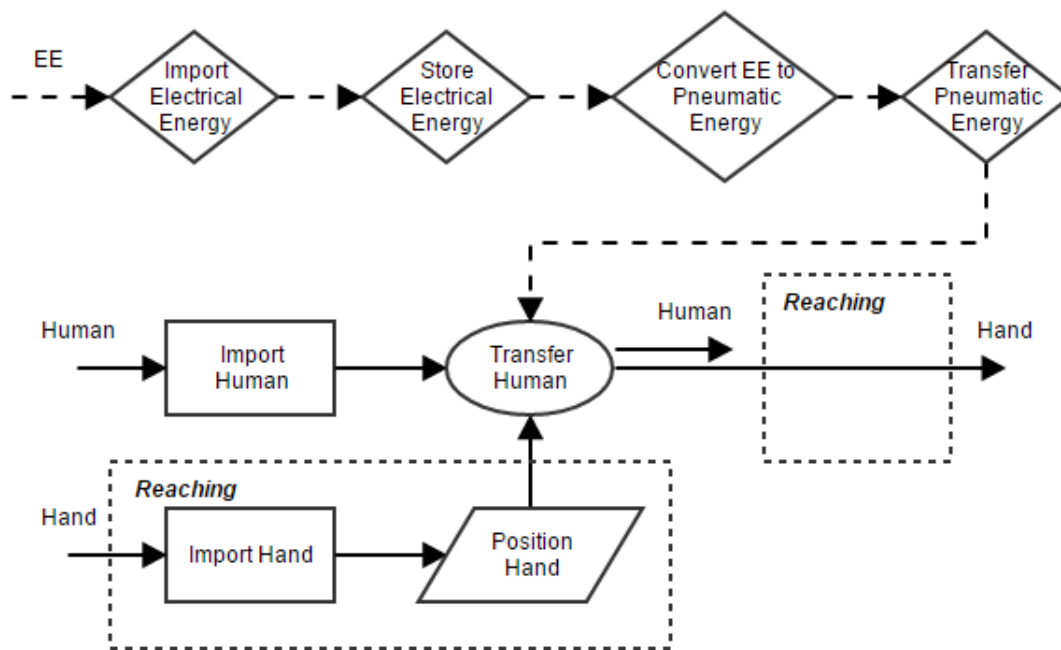 EE
Import
Electrical
Energy
Store
Electrical
Energy
Convert EE to
Pneumatic
Energy
Transfer
Pneumatic
Energy
Human
Import
Human
Transfer
Human
Human
Reaching
Hand
Reaching
Hand
Import Hand
Position
Hand